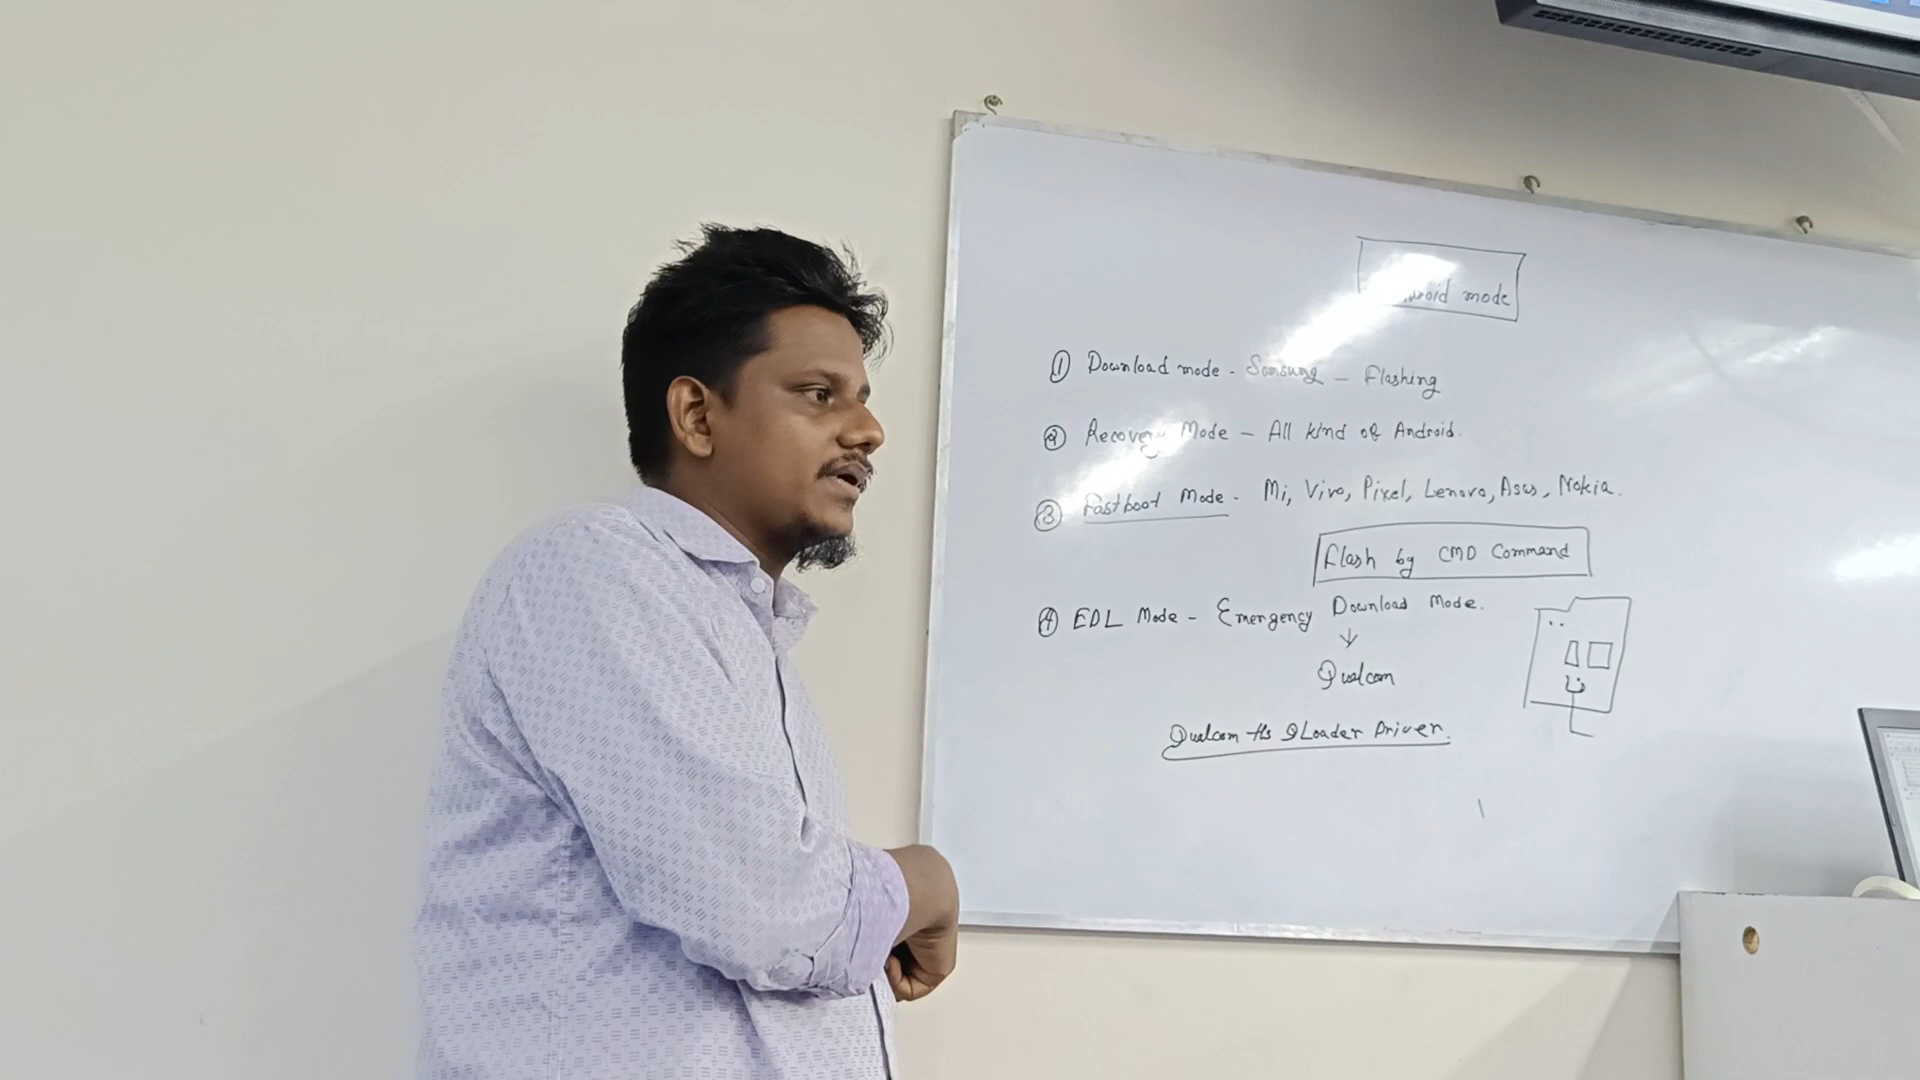 mode
① Download mode - Samsung - Flashing
② Recovery Mode - All kind of Android.
③ Fastboot Mode - Mi, Vivo, Pixel, Lenovo, Asus, Nokia.
Flash by CMD Command
④ EDL Mode - Emergency Download Mode.
↓
Qualcom
Qualcom Hs QLoader Driver.